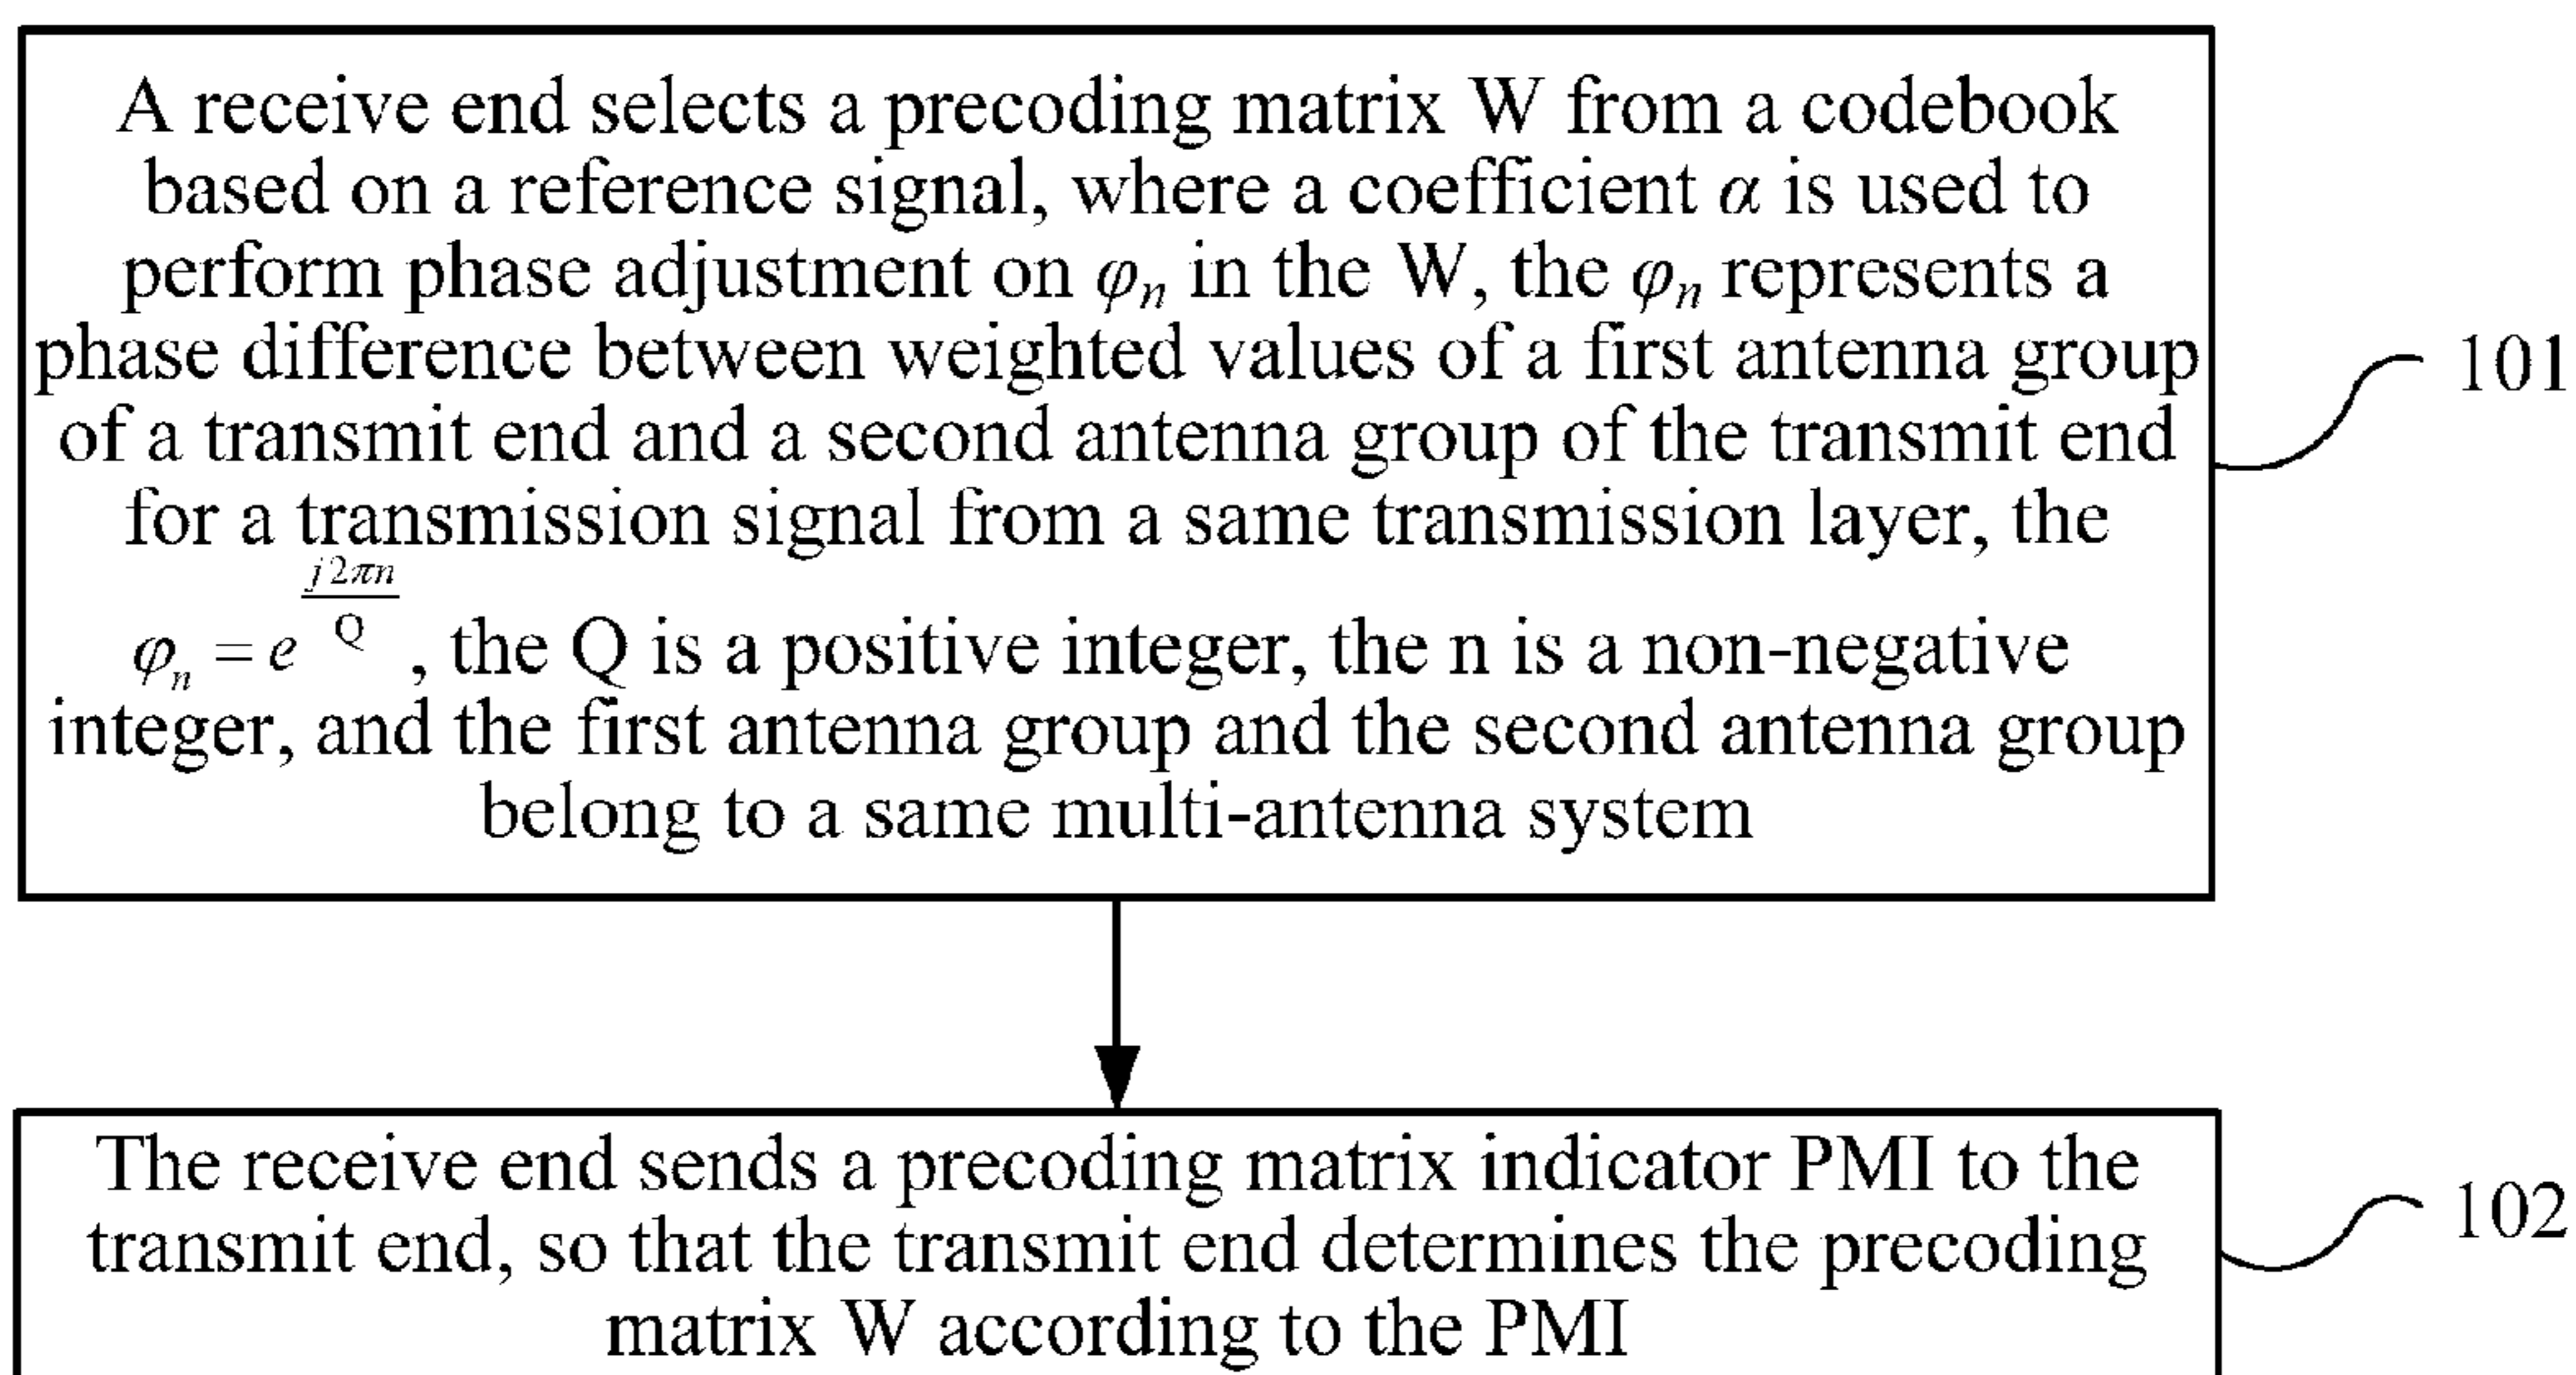 A receive end selects a precoding matrix W from a codebook
based on a reference signal, where a coefficient α is used to
perform phase adjustment on φn in the W, the φn represents a
phase difference between weighted values of a first antenna group
of a transmit end and a second antenna group of the transmit end
for a transmission signal from a same transmission layer, the
φn = e^(j2πn/Q), the Q is a positive integer, the n is a non-negative
integer, and the first antenna group and the second antenna group
belong to a same multi-antenna system
101
The receive end sends a precoding matrix indicator PMI to the
transmit end, so that the transmit end determines the precoding
matrix W according to the PMI
102